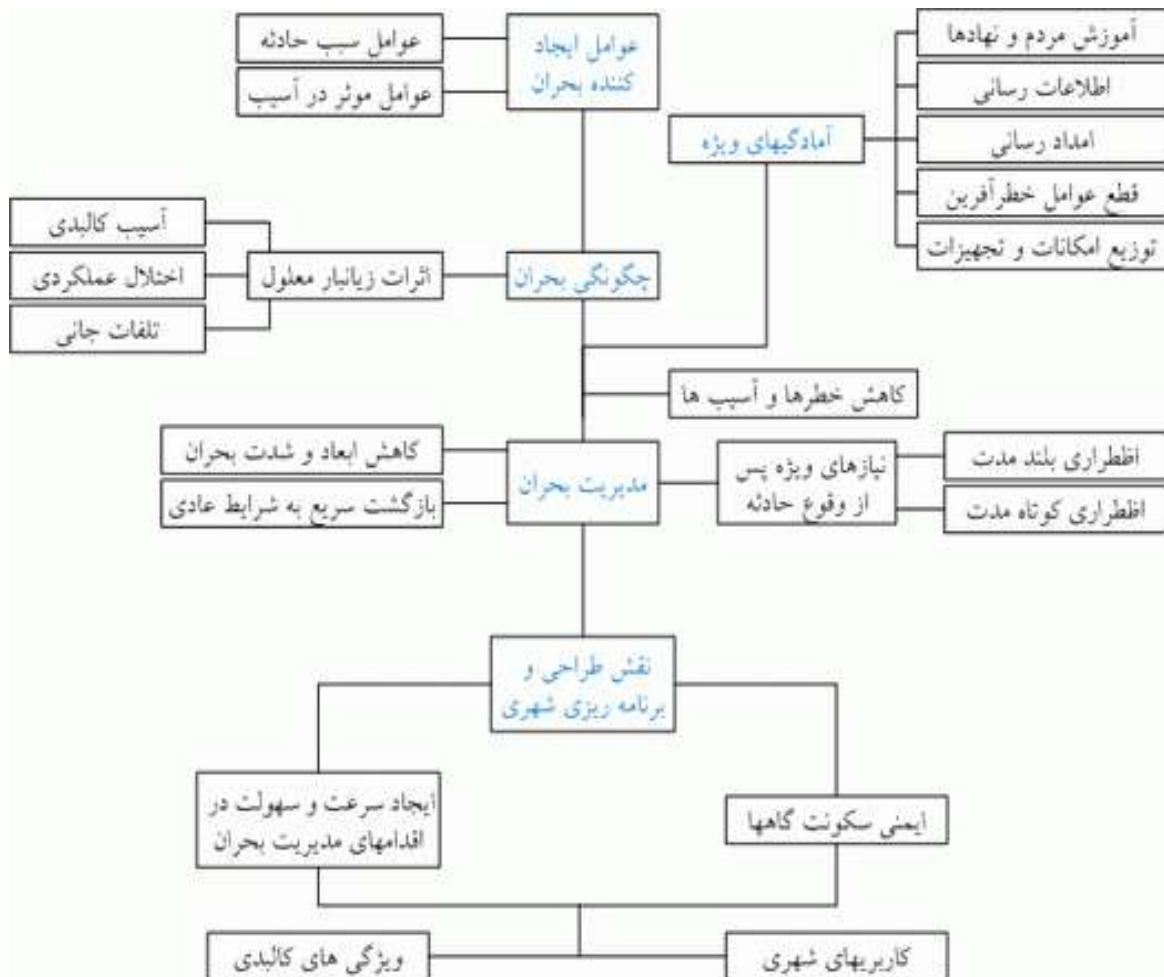 عوامل ایجاد
کننده بحران
عوامل سبب حادثه
عوامل موثر در آسیب
آمادگیهای ویژه
آموزش مردم و نهادها
اطلاعات رسانی
امداد رسانی
قطع عوامل خطرآفرین
توزیع امکانات و تجهیزات
چگونگی بحران
اثرات زیانبار معلول
آسیب کالبدی
اختلال عملکردی
تلفات جانی
کاهش خطرها و آسیب ها
مدیریت بحران
کاهش ابعاد و شدت بحران
بازگشت سریع به شرایط عادی
نیازهای ویژه پس
از وقوع حادثه
اظطراری بلند مدت
اظطراری کوتاه مدت
نقش طراحی و
برنامه ریزی شهری
ایمنی سکونت گاهها
ایجاد سرعت و سهولت در
اقدامهای مدیریت بحران
کاربریهای شهری
ویژگی های کالبدی